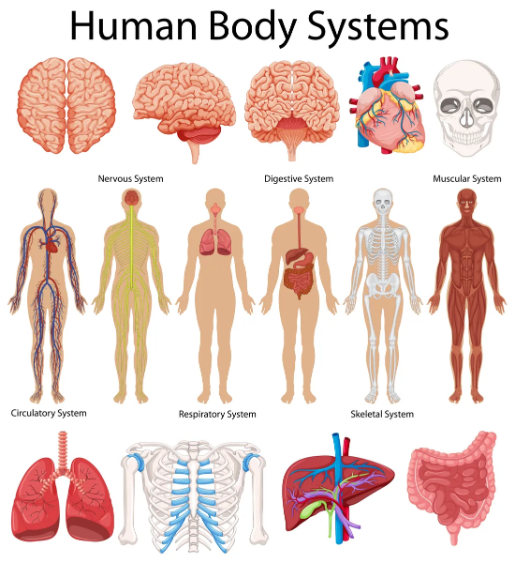 Human Body Systems
Nervous System
Digestive System
Muscular System
Circulatory System
Respiratory System
Skeletal System